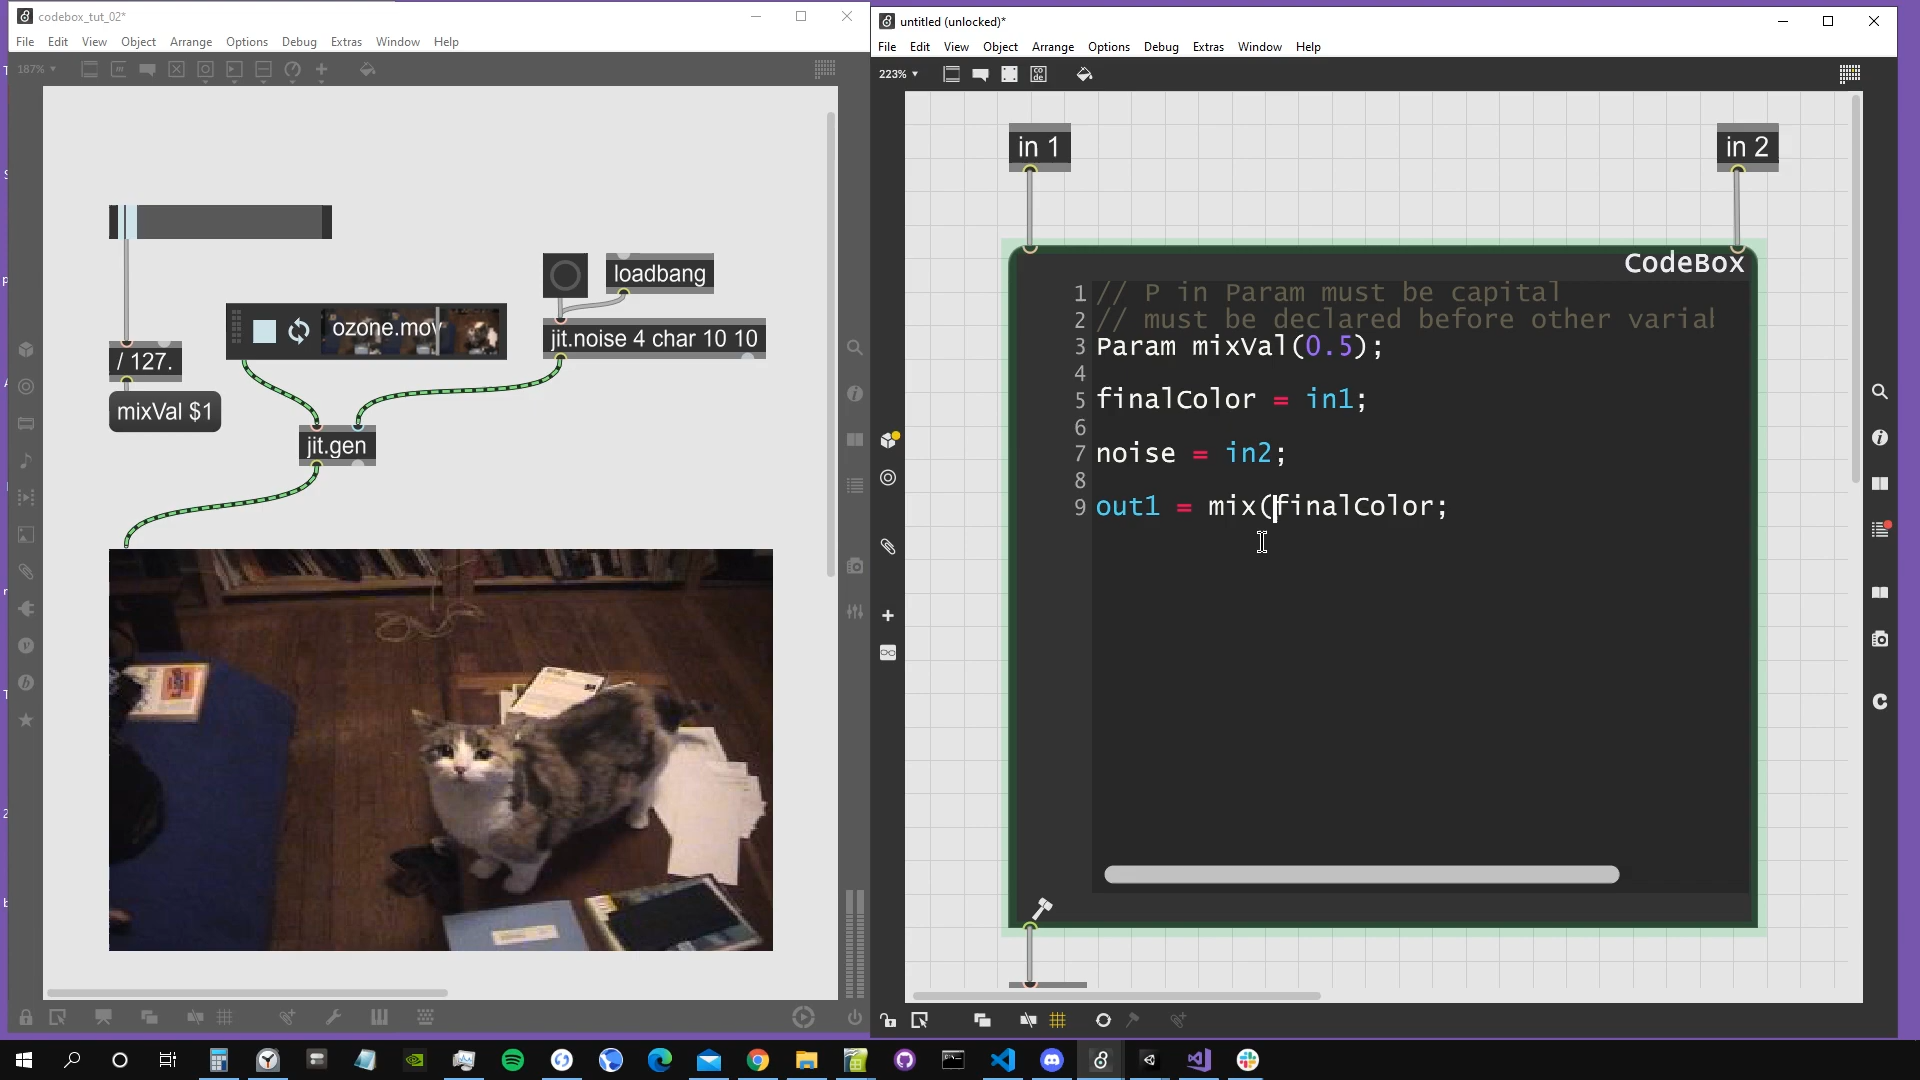 codebox_tut_02*
File Edit View Object Arrange Options Debug Extras Window Help
187%
loadbang
ozone.mov
jit.noise 4 char 10 10
/ 127.
mixVal $1
jit.gen
untitled (unlocked)*
File Edit View Object Arrange Options Debug Extras Window Help
223%
in 1
in 2
CodeBox
1 // P in Param must be capital
2 // must be declared before other variab
3 Param mixVal(0.5);
4
5 finalColor = in1;
6
7 noise = in2;
8
9 out1 = mix(finalColor;